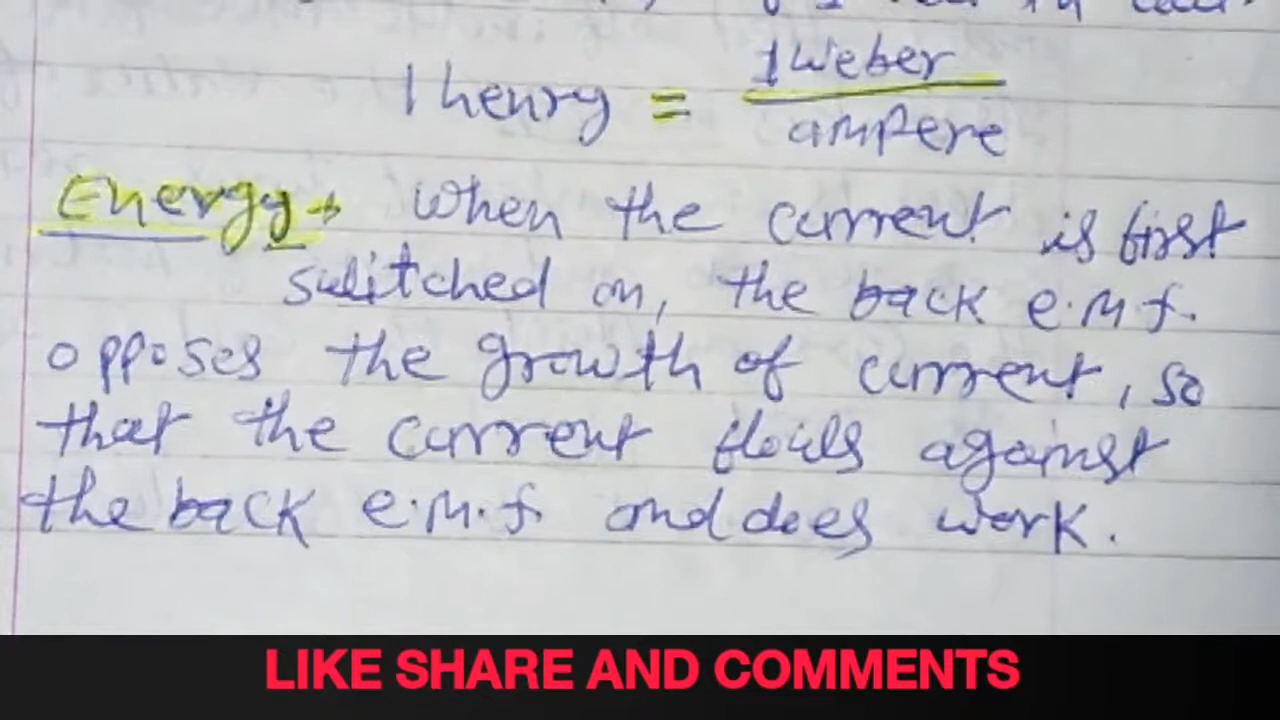 1 henry = 1 Weber
ampere
Energy → When the current is first
switched on, the back e.m.f.
opposes the growth of current, so
that the current flows against
the back e.m.f. and does work.
LIKE SHARE AND COMMENTS